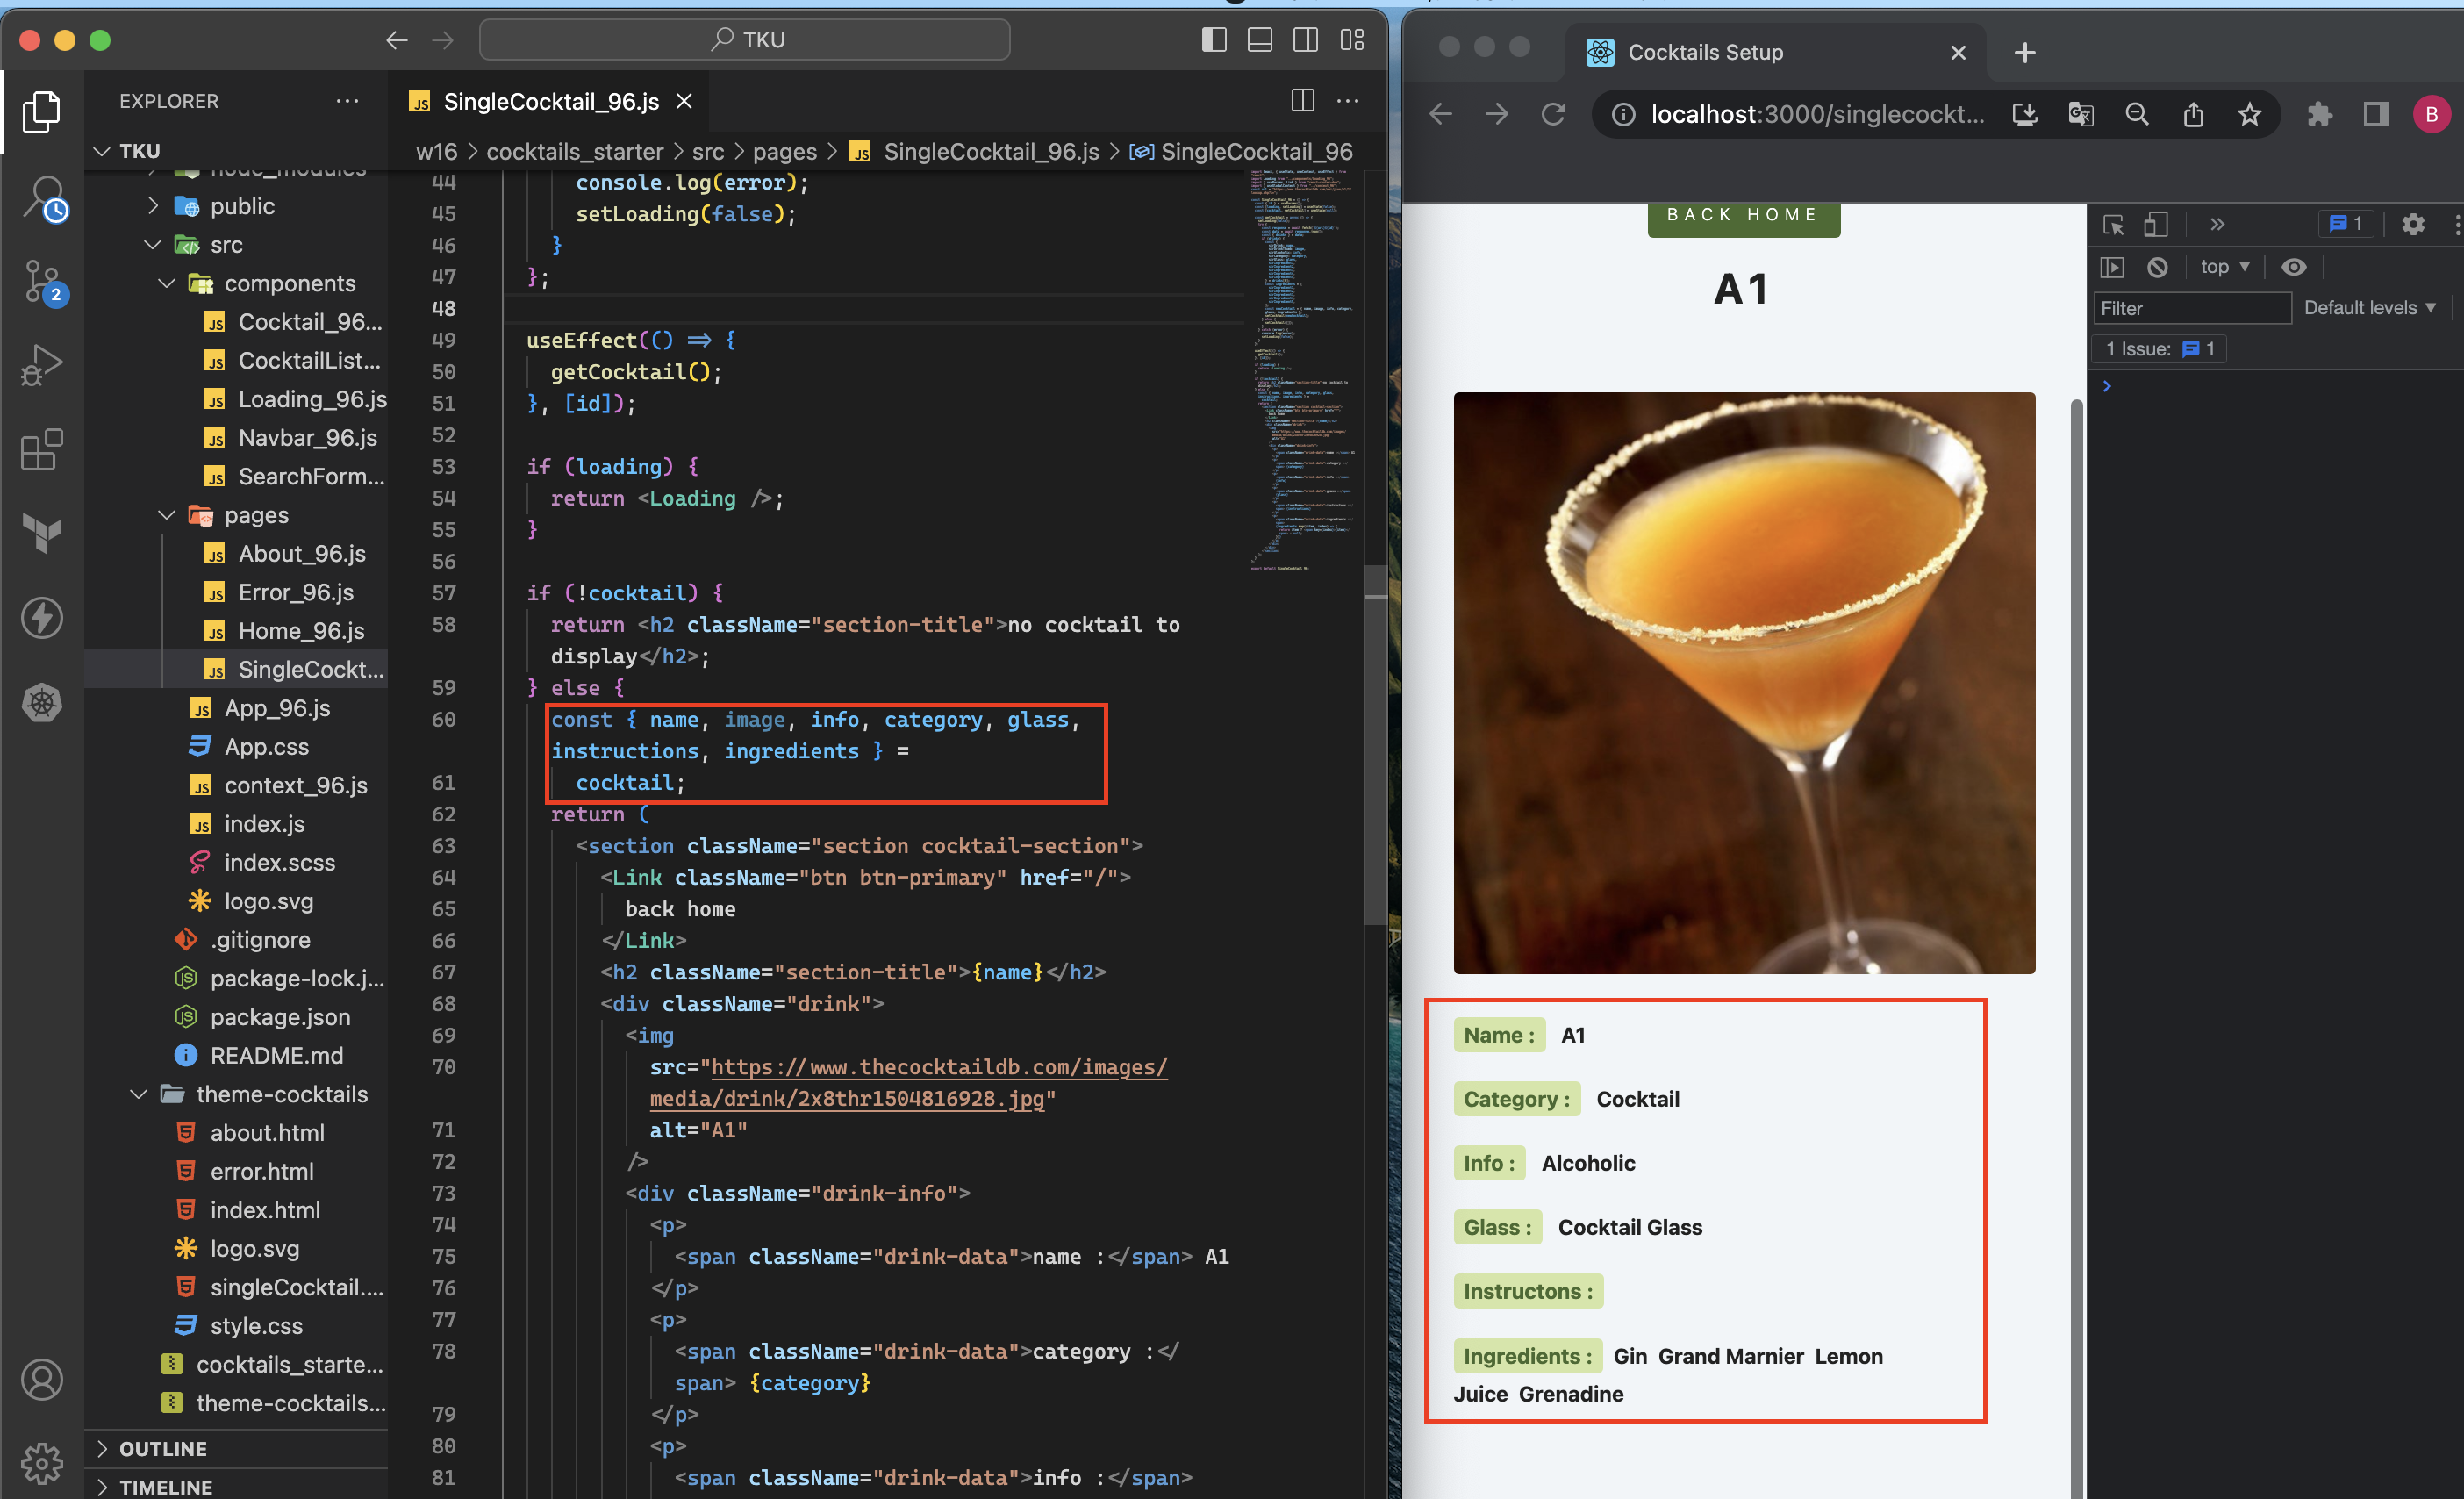 TKU
EXPLORER
TKU
node_modules
public
src
components
Cocktail_96...
CocktailList...
Loading_96.js
Navbar_96.js
SearchForm...
pages
About_96.js
Error_96.js
Home_96.js
SingleCockt...
App_96.js
App.css
context_96.js
index.js
index.scss
logo.svg
.gitignore
package-lock.j...
package.json
README.md
theme-cocktails
about.html
error.html
index.html
logo.svg
singleCocktail....
style.css
cocktails_starte...
theme-cocktails...
OUTLINE
TIMELINE
2
SingleCocktail_96.js
w16 > cocktails_starter > src > pages > SingleCocktail_96.js > SingleCocktail_96
44 console.log(error);
45 setLoading(false);
46 }
47 };
48
49 useEffect(() => {
50 getCocktail();
51 }, [id]);
52
53 if (loading) {
54 return <Loading />;
55 }
56
57 if (!cocktail) {
58 return <h2 className="section-title">no cocktail to
display</h2>;
59 } else {
60 const { name, image, info, category, glass,
instructions, ingredients } =
61 cocktail;
62 return (
63 <section className="section cocktail-section">
64 <Link className="btn btn-primary" href="/">
65 back home
66 </Link>
67 <h2 className="section-title">{name}</h2>
68 <div className="drink">
69 <img
70 src="https://www.thecocktaildb.com/images/
media/drink/2x8thr1504816928.jpg"
71 alt="A1"
72 />
73 <div className="drink-info">
74 <p>
75 <span className="drink-data">name :</span> A1
76 </p>
77 <p>
78 <span className="drink-data">category :</
span> {category}
79 </p>
80 <p>
81 <span className="drink-data">info :</span>
Cocktails Setup
localhost:3000/singlecockt...
B
BACK HOME
A1
Name : A1
Category : Cocktail
Info : Alcoholic
Glass : Cocktail Glass
Instructons :
Ingredients : Gin Grand Marnier Lemon
Juice Grenadine
1
top
Filter
Default levels
1 Issue: 1